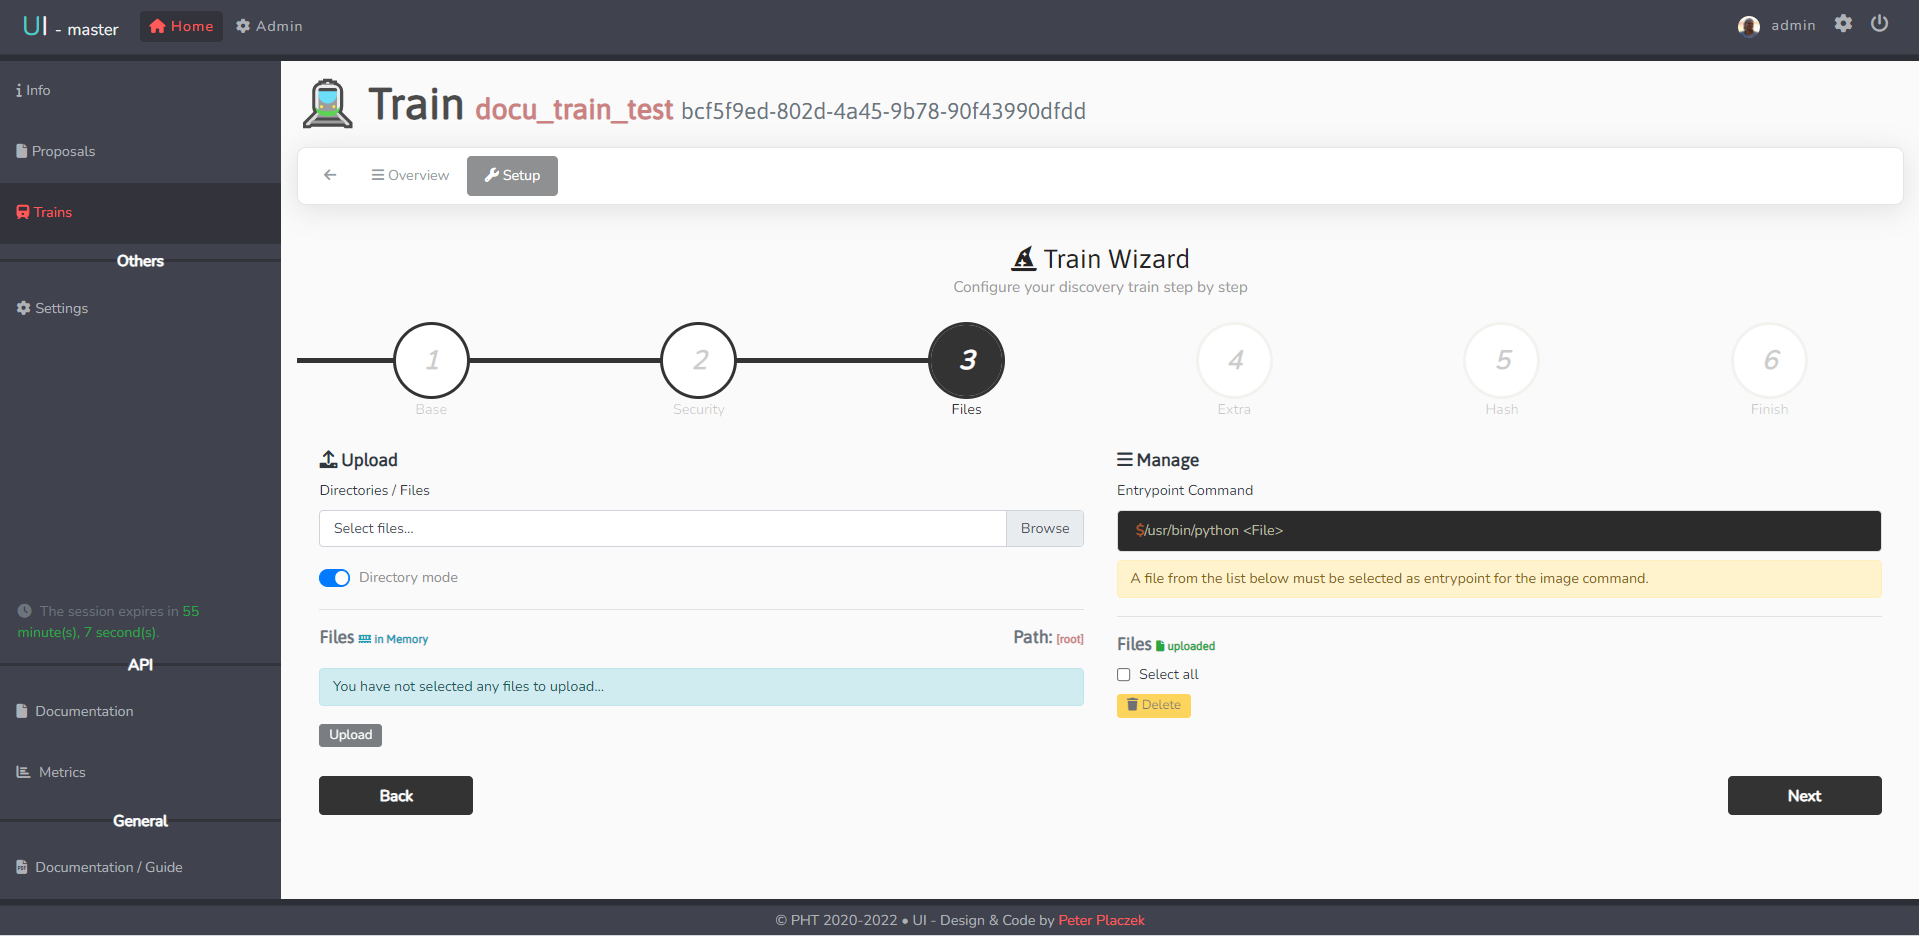 UI - master
Home
Admin
admin
Info
Proposals
Trains
Others
Settings
The session expires in 55
minute(s), 7 second(s).
API
Documentation
Metrics
General
Documentation / Guide
Train docu_train_test bcf5f9ed-802d-4a45-9b78-90f43990dfdd
Overview
Setup
Train Wizard
Configure your discovery train step by step
1
2
3
4
5
6
Base
Security
Files
Extra
Hash
Finish
Upload
Directories / Files
Select files...
Browse
Directory mode
Files in Memory
Path: [root]
You have not selected any files to upload...
Upload
Back
Manage
Entrypoint Command
$/usr/bin/python <File>
A file from the list below must be selected as entrypoint for the image command.
Files uploaded
Select all
Delete
Next
© PHT 2020-2022 • UI - Design & Code by Peter Placzek